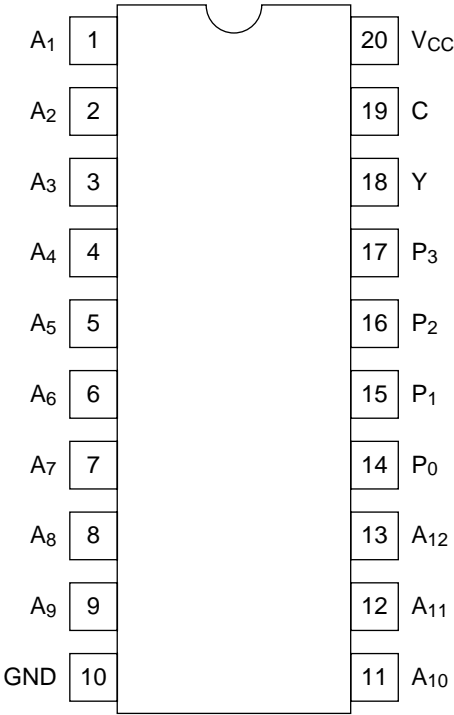 A1 1 20 VCC
A2 2 19 C
A3 3 18 Y
A4 4 17 P3
A5 5 16 P2
A6 6 15 P1
A7 7 14 P0
A8 8 13 A12
A9 9 12 A11
GND 10 11 A10